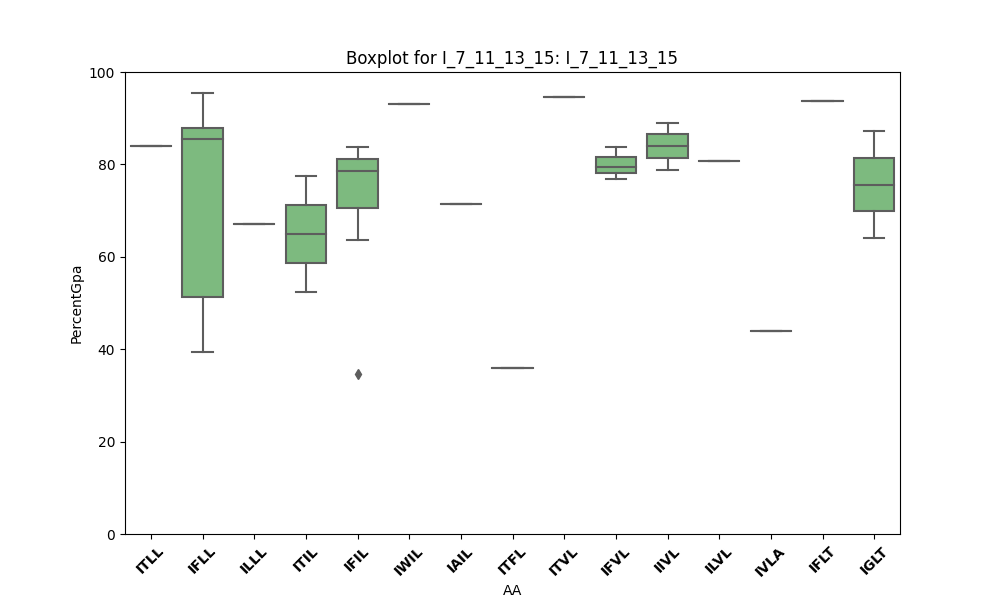 Boxplot for I_7_11_13_15: I_7_11_13_15
PercentGpa
100
80
60
40
20
0
ITLL IFLL ILLL ITIL IFIL IWIL IAIL ITFL ITVL IFVL IIVL ILVL IVLA IFLT IGLT
AA